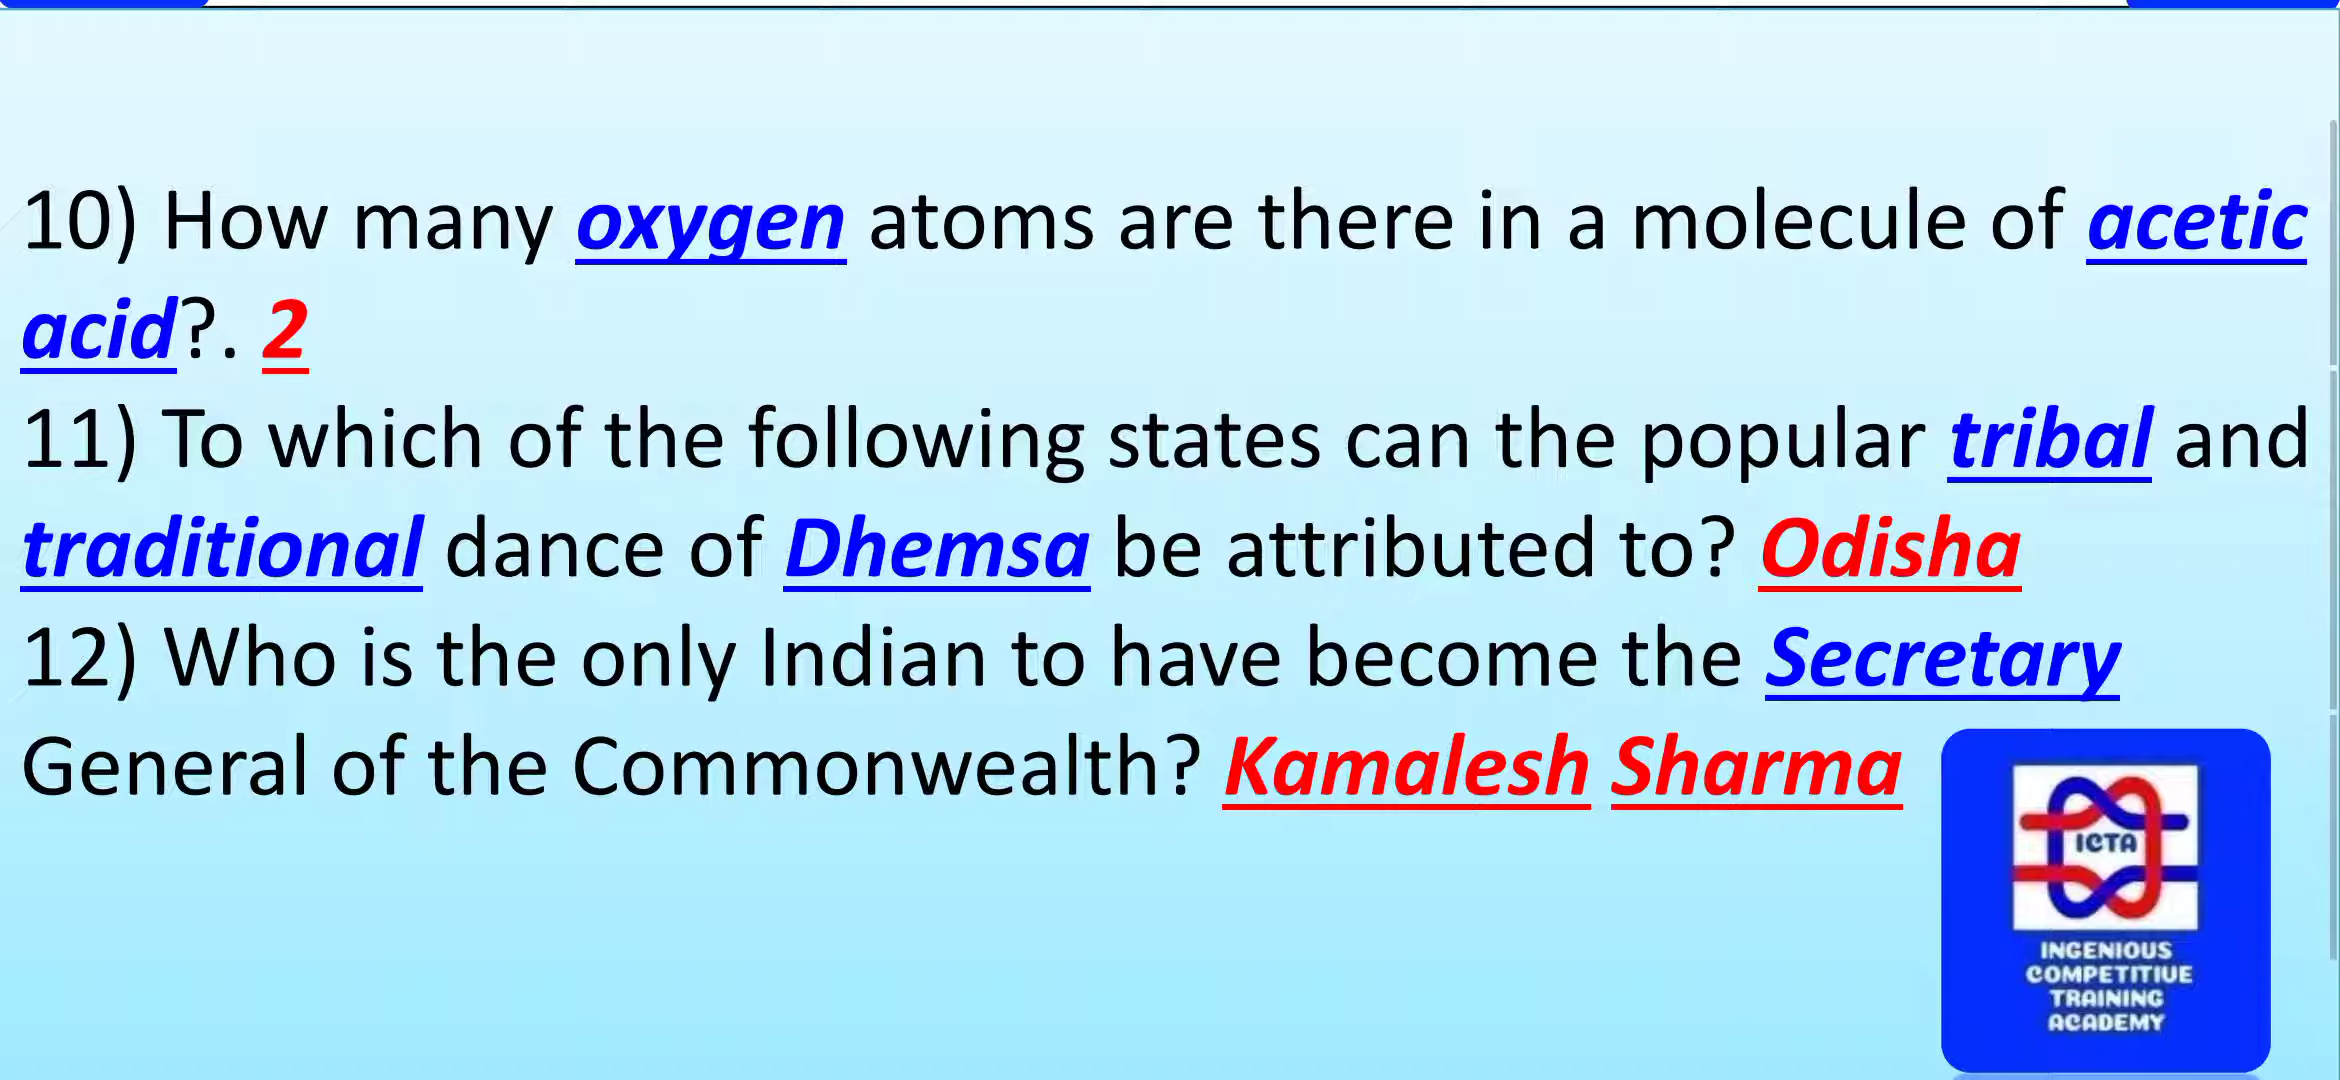 10) How many oxygen atoms are there in a molecule of acetic
acid?. 2
11) To which of the following states can the popular tribal and
traditional dance of Dhemsa be attributed to? Odisha
12) Who is the only Indian to have become the Secretary
General of the Commonwealth? Kamalesh Sharma
ICTA
INGENIOUS
COMPETITIVE
TRAINING
ACADEMY